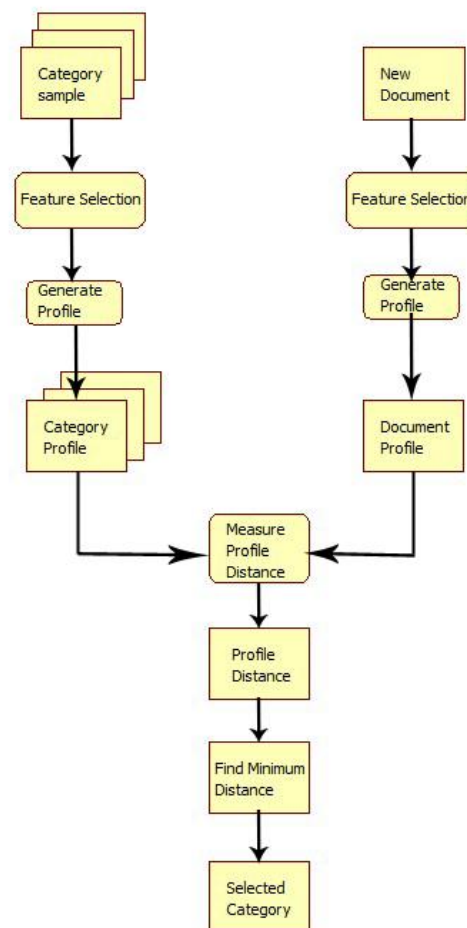 Category
sample
New
Document
Feature Selection
Feature Selection
Generate
Profile
Generate
Profile
Category
Profile
Document
Profile
Measure
Profile
Distance
Profile
Distance
Find Minimum
Distance
Selected
Category